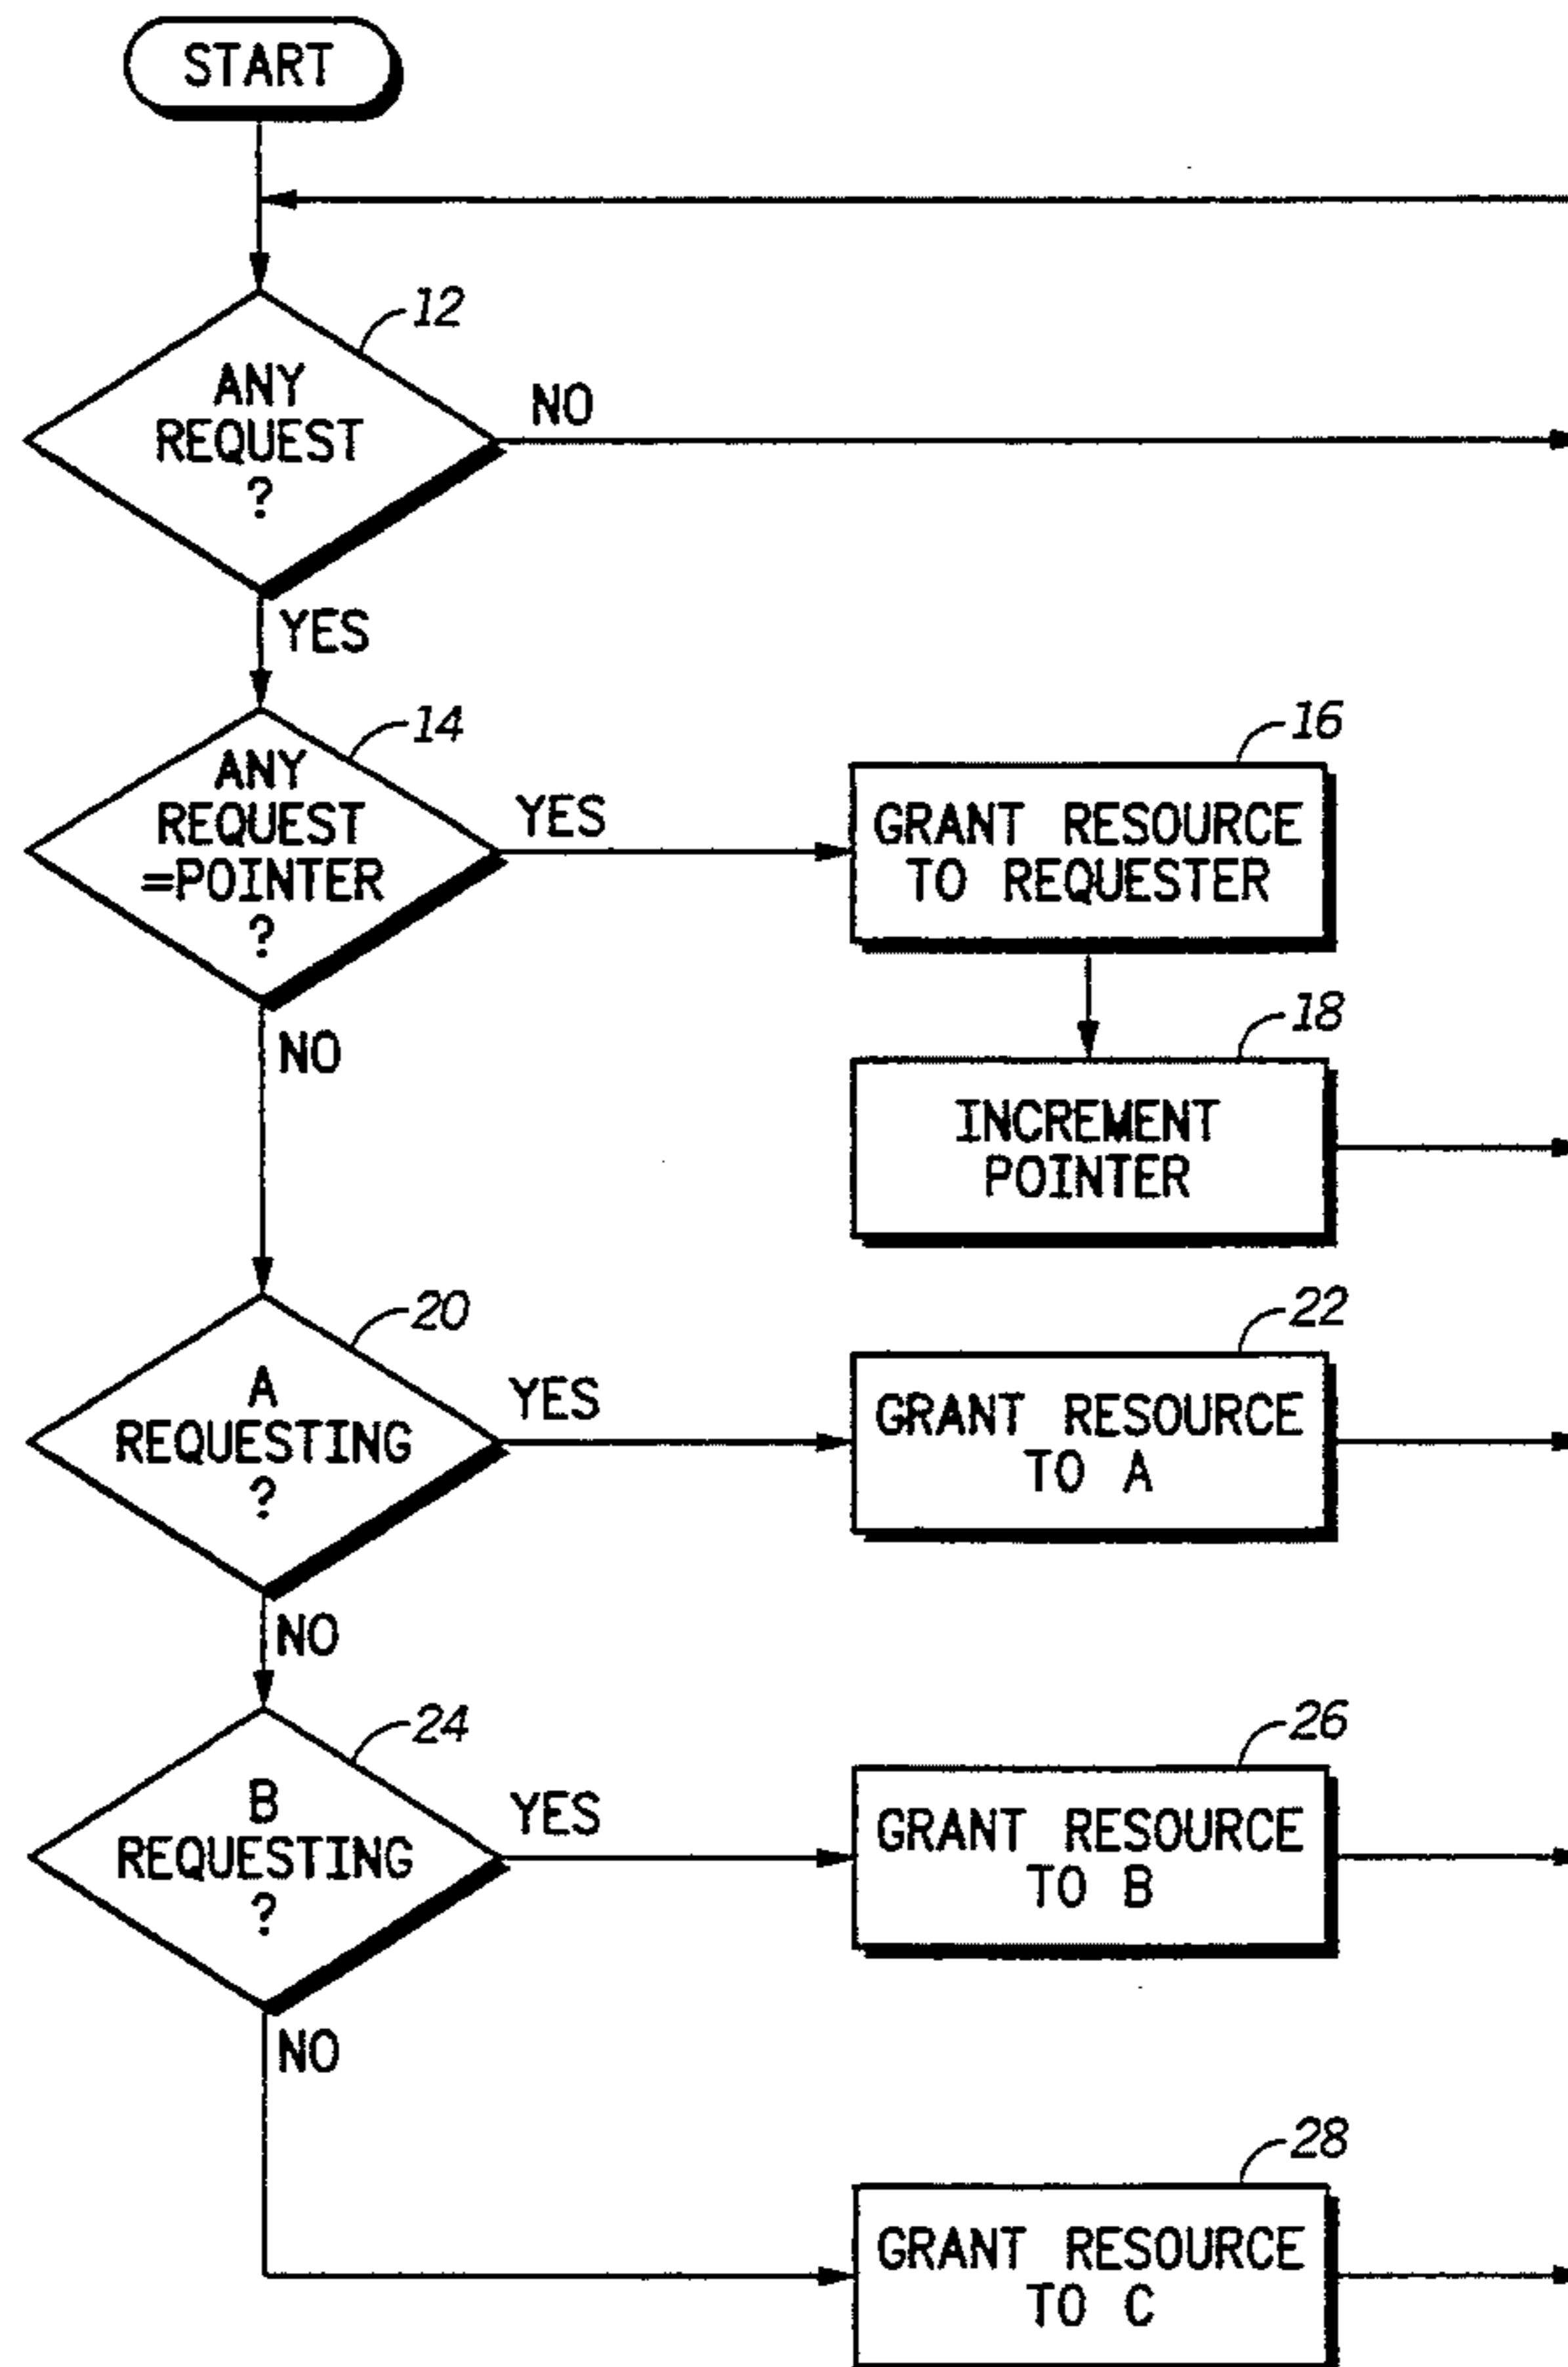 START
12
ANY
REQUEST
?
NO
YES
14
ANY
REQUEST
=POINTER
?
YES
NO
16
GRANT RESOURCE
TO REQUESTER
18
INCREMENT
POINTER
20
A
REQUESTING
?
YES
NO
22
GRANT RESOURCE
TO A
24
B
REQUESTING
?
YES
NO
26
GRANT RESOURCE
TO B
28
GRANT RESOURCE
TO C